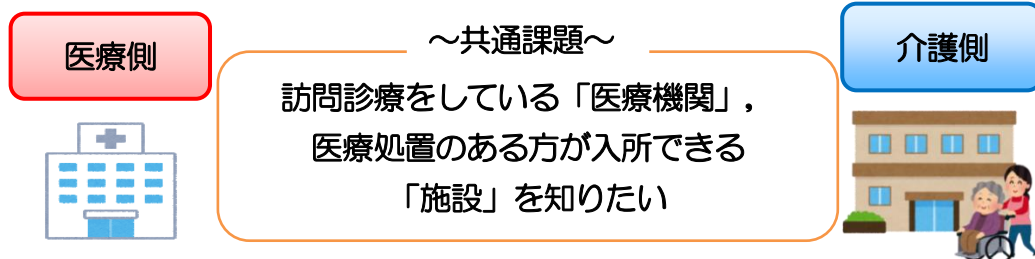 医療側
～共通課題～
介護側
訪問診療をしている「医療機関」，
医療処置のある方が入所できる
「施設」を知りたい